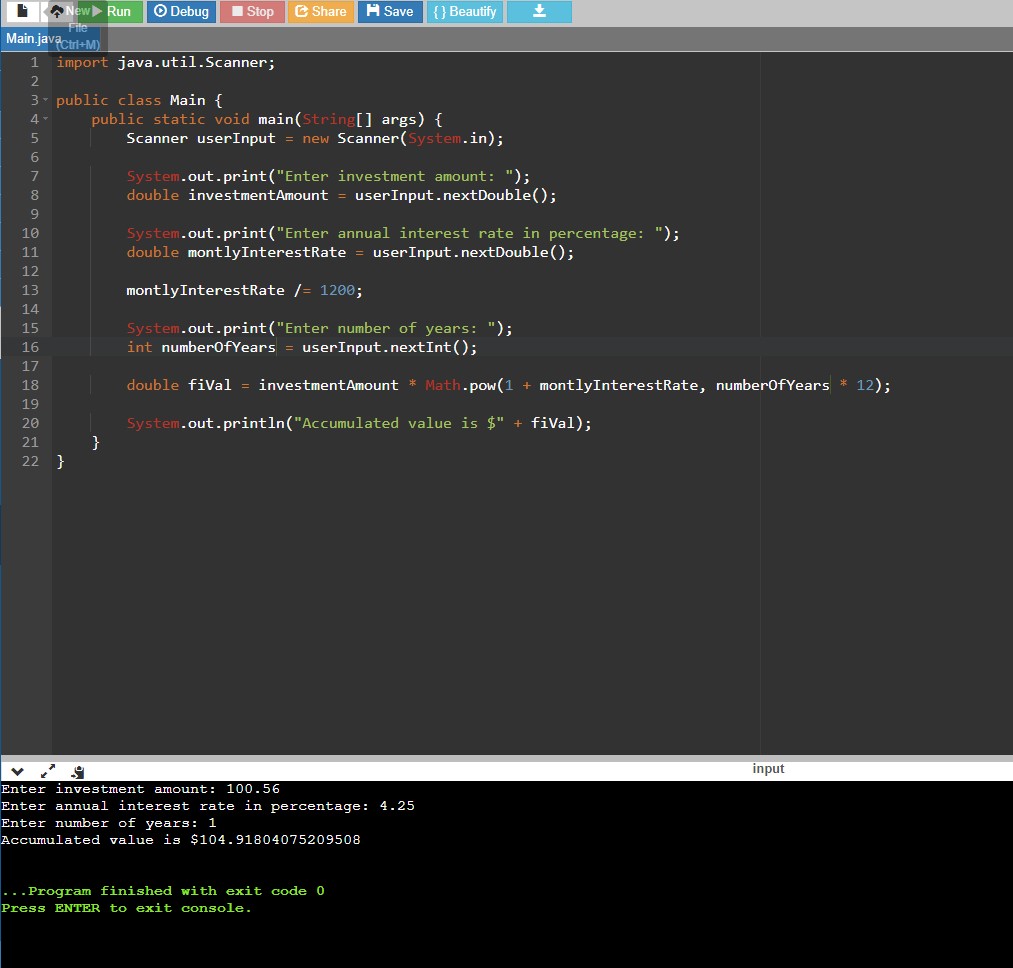 New Run Debug Stop Share Save { } Beautify
File
(Ctrl+M)
Main.java
1 import java.util.Scanner;
2
3 public class Main {
4 public static void main(String[] args) {
5 Scanner userInput = new Scanner(System.in);
6
7 System.out.print("Enter investment amount: ");
8 double investmentAmount = userInput.nextDouble();
9
10 System.out.print("Enter annual interest rate in percentage: ");
11 double montlyInterestRate = userInput.nextDouble();
12
13 montlyInterestRate /= 1200;
14
15 System.out.print("Enter number of years: ");
16 int numberOfYears = userInput.nextInt();
17
18 double fiVal = investmentAmount * Math.pow(1 + montlyInterestRate, numberOfYears * 12);
19
20 System.out.println("Accumulated value is $" + fiVal);
21 }
22 }
input
Enter investment amount: 100.56
Enter annual interest rate in percentage: 4.25
Enter number of years: 1
Accumulated value is $104.91804075209508
...Program finished with exit code 0
Press ENTER to exit console.